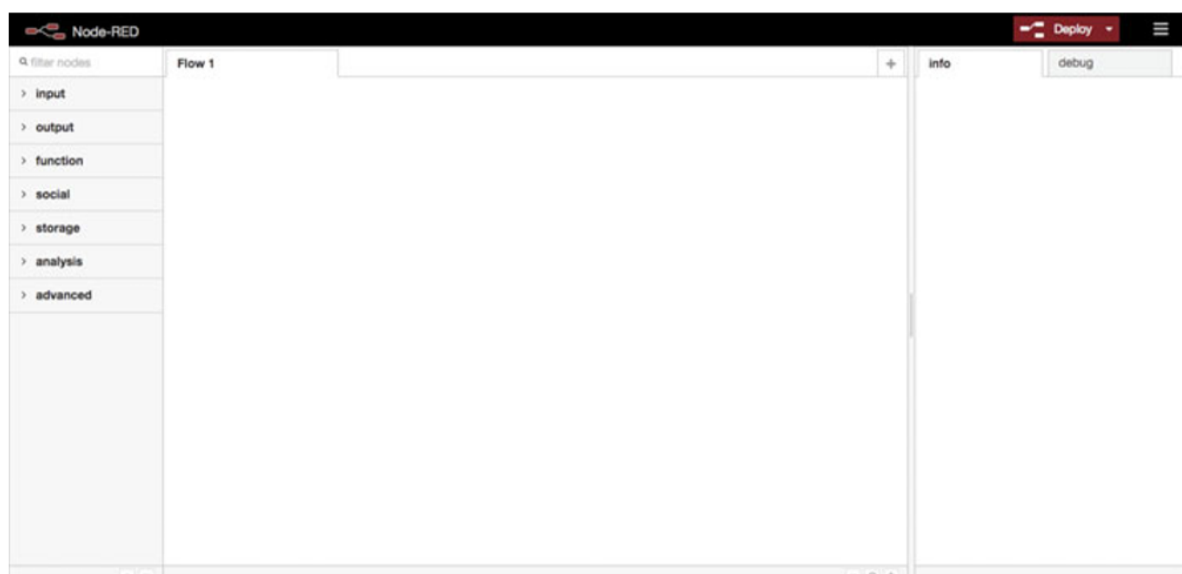 Node-RED
Deploy
filter nodes
Flow 1
+
info
debug
input
output
function
social
storage
analysis
advanced